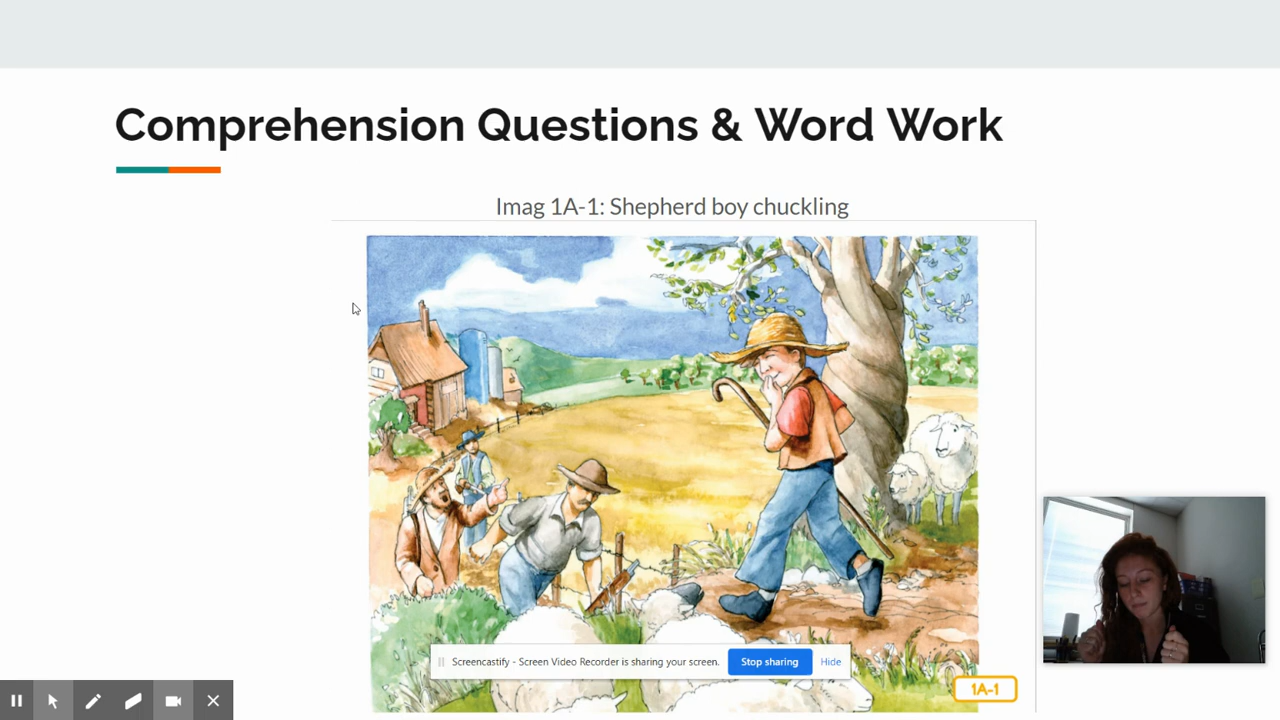 Comprehension Questions & Word Work
Imag 1A-1: Shepherd boy chuckling
Screencastify - Screen Video Recorder is sharing your screen.
Stop sharing
Hide
1A-1